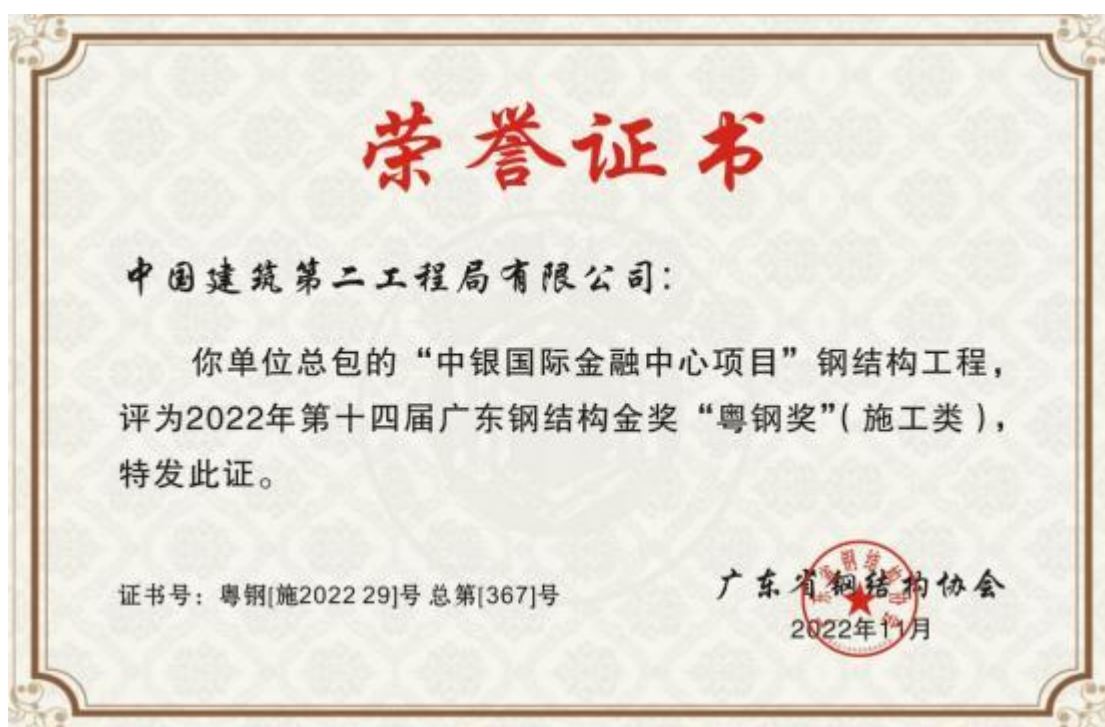 荣誉证书
中国建筑第二工程局有限公司：
你单位总包的“中银国际金融中心项目”钢结构工程，
评为2022年第十四届广东钢结构金奖“粤钢奖”（施工类），
特发此证。
证书号：粤钢[施2022 29]号 总第[367]号
广东省钢结构协会
2022年11月